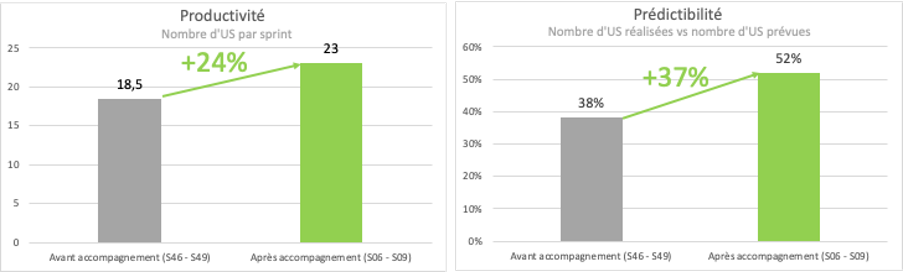 Productivité
Nombre d'US par sprint
25
20
15
10
5
0
18,5
+24%
23
Avant accompagnement (S46 - S49)
Après accompagnement (S06 - S09)
Prédictibilité
Nombre d'US réalisées vs nombre d'US prévues
60%
50%
40%
30%
20%
10%
0%
38%
+37%
52%
Avant accompagnement (S46 - S49)
Après accompagnement (S06 - S09)